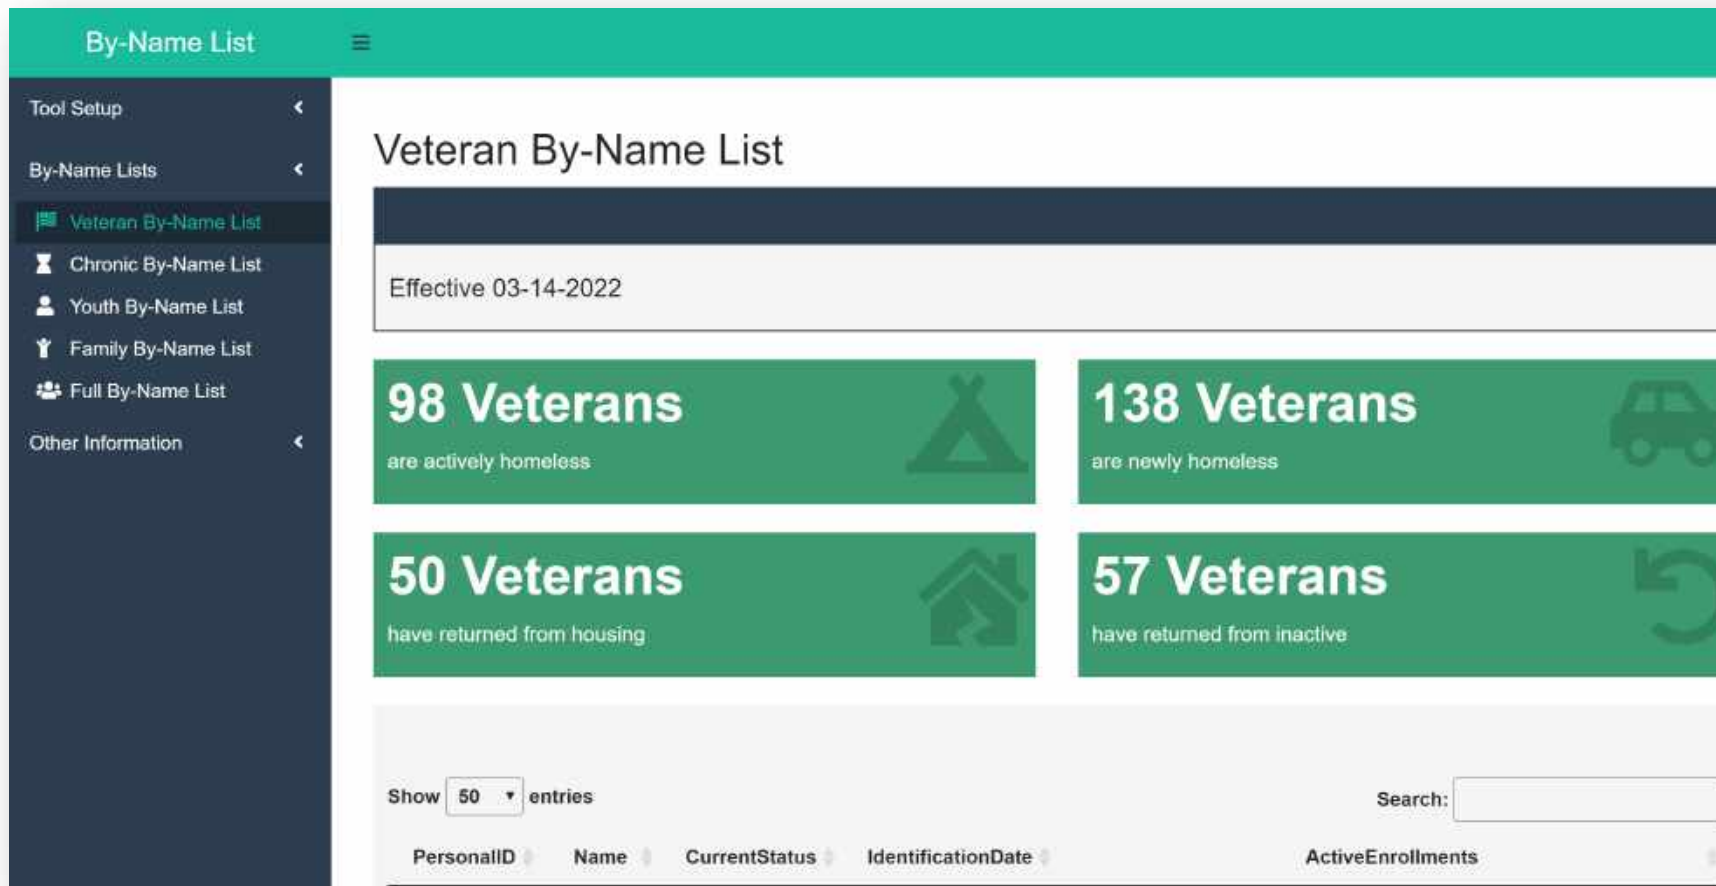 By-Name List
Tool Setup
By-Name Lists
Veteran By-Name List
Chronic By-Name List
Youth By-Name List
Family By-Name List
Full By-Name List
Other Information
Veteran By-Name List
Effective 03-14-2022
98 Veterans
are actively homeless
138 Veterans
are newly homeless
50 Veterans
have returned from housing
57 Veterans
have returned from inactive
Show 50 entries
Search:
PersonalID Name CurrentStatus IdentificationDate ActiveEnrollments